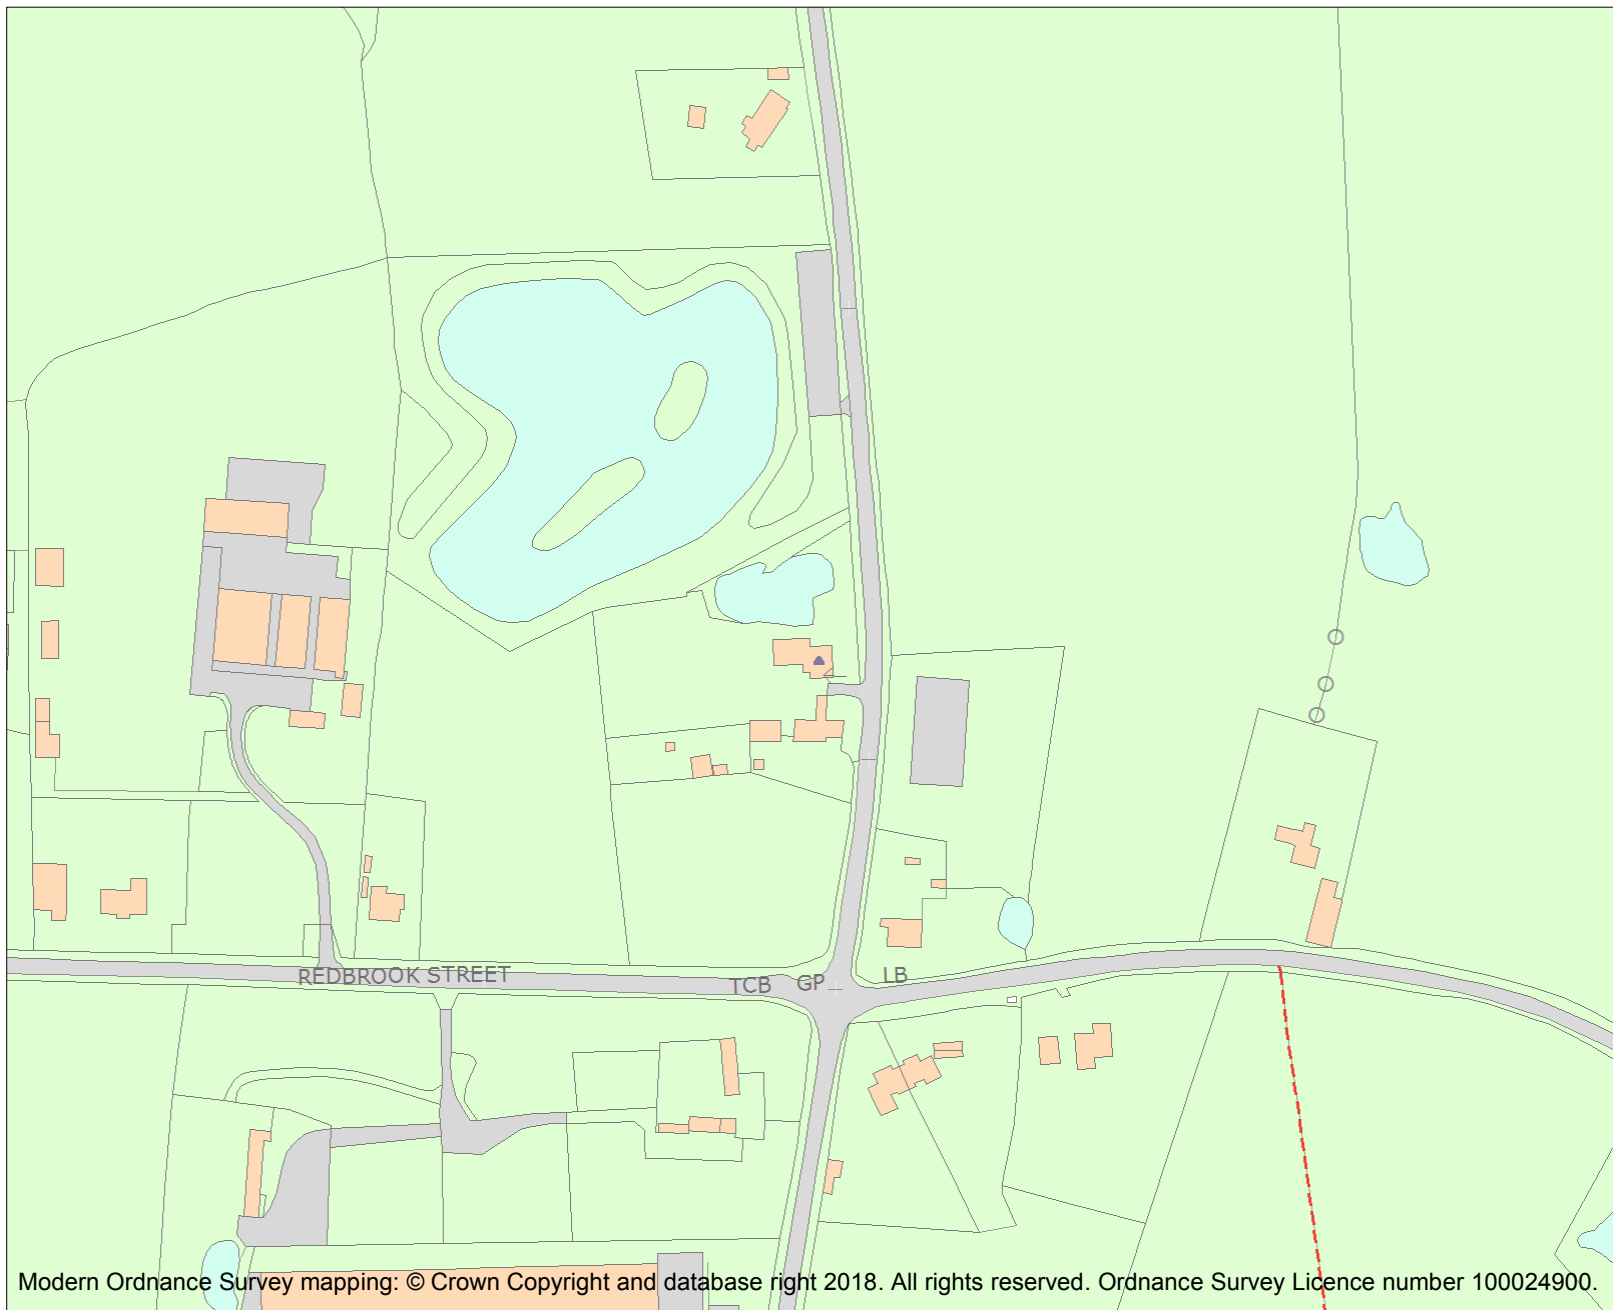 REDBROOK STREET
TCB
GP
LB
Modern Ordnance Survey mapping: © Crown Copyright and database right 2018. All rights reserved. Ordnance Survey Licence number 100024900.